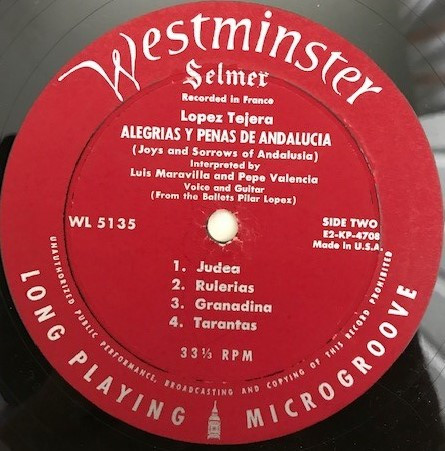 Westminster
Selmer
Recorded in France
Lopez Tejera
ALEGRIAS Y PENAS DE ANDALUCIA
(Joys and Sorrows of Andalusia)
Interpreted by
Luis Maravilla and Pepe Valencia
Voice and Guitar
(From the Ballets Pilar Lopez)
WL 5135
SIDE TWO
E2-KP-4708
Made in U.S.A.
1. Judea
2. Rulerias
3. Granadina
4. Tarantas
33⅓ RPM
UNAUTHORIZED PUBLIC PERFORMANCE, BROADCASTING AND COPYING OF THIS RECORD PROHIBITED
LONG PLAYING MICROGROOVE